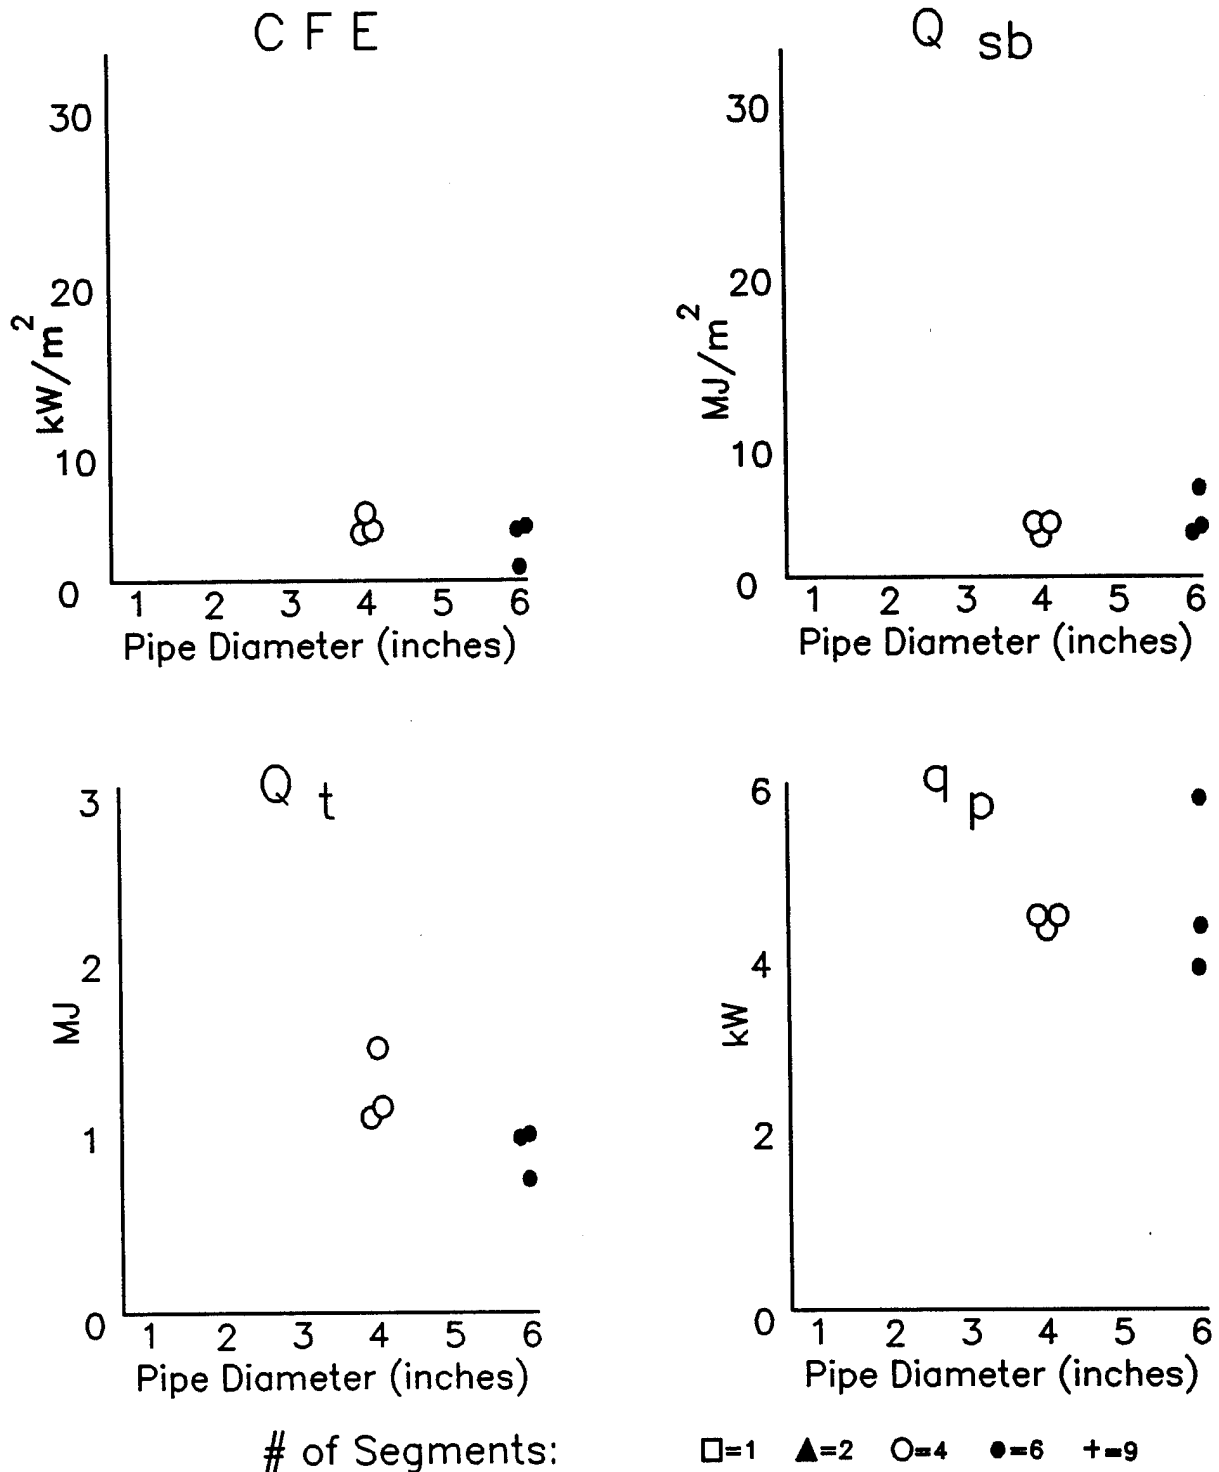 C F E
30
20
10
0
kW/m²
1 2 3 4 5 6
Pipe Diameter (inches)
Q sb
30
20
10
0
MJ/m²
1 2 3 4 5 6
Pipe Diameter (inches)
Q t
3
2
1
0
MJ
1 2 3 4 5 6
Pipe Diameter (inches)
q p
6
4
2
0
kW
1 2 3 4 5 6
Pipe Diameter (inches)
# of Segments: □=1 ▲=2 ○=4 ●=6 +=9